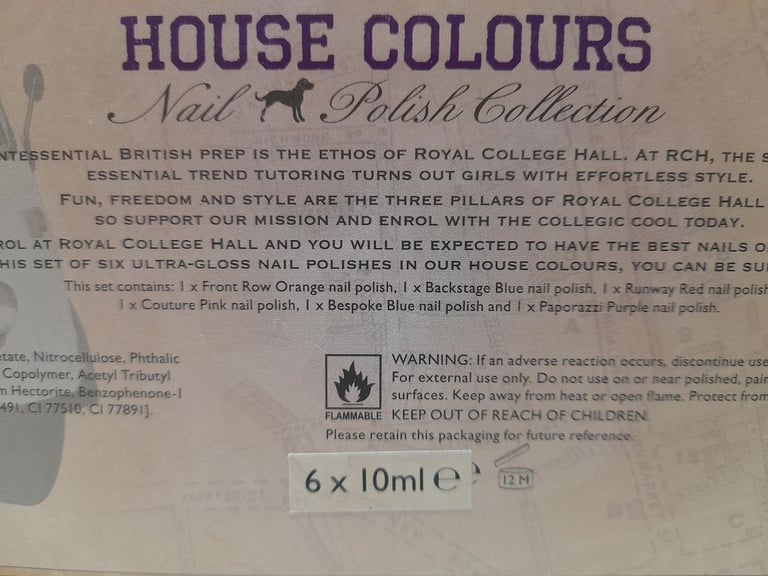 HOUSE COLOURS
Nail Polish Collection
NTESSENTIAL BRITISH PREP IS THE ETHOS OF ROYAL COLLEGE HALL. AT RCH, THE S
ESSENTIAL TREND TUTORING TURNS OUT GIRLS WITH EFFORTLESS STYLE.
FUN, FREEDOM AND STYLE ARE THE THREE PILLARS OF ROYAL COLLEGE HALL
SO SUPPORT OUR MISSION AND ENROL WITH THE COLLEGIC COOL TODAY.
ROL AT ROYAL COLLEGE HALL AND YOU WILL BE EXPECTED TO HAVE THE BEST NAILS O
HIS SET OF SIX ULTRA-GLOSS NAIL POLISHES IN OUR HOUSE COLOURS, YOU CAN BE SU
This set contains: 1 x Front Row Orange nail polish, 1 x Backstage Blue nail polish, 1 x Runway Red nail polish
1 x Couture Pink nail polish, 1 x Bespoke Blue nail polish and 1 x Paporazzi Purple nail polish.
etate, Nitrocellulose, Phthalic
Copolymer, Acetyl Tributyl
m Hectorite, Benzophenone-1
491, CI 77510, CI 77891].
FLAMMABLE
WARNING: If an adverse reaction occurs, discontinue use
For external use only. Do not use on or near polished, pain
surfaces. Keep away from heat or open flame. Protect from
KEEP OUT OF REACH OF CHILDREN.
Please retain this packaging for future reference.
6 x 10ml e
12 M